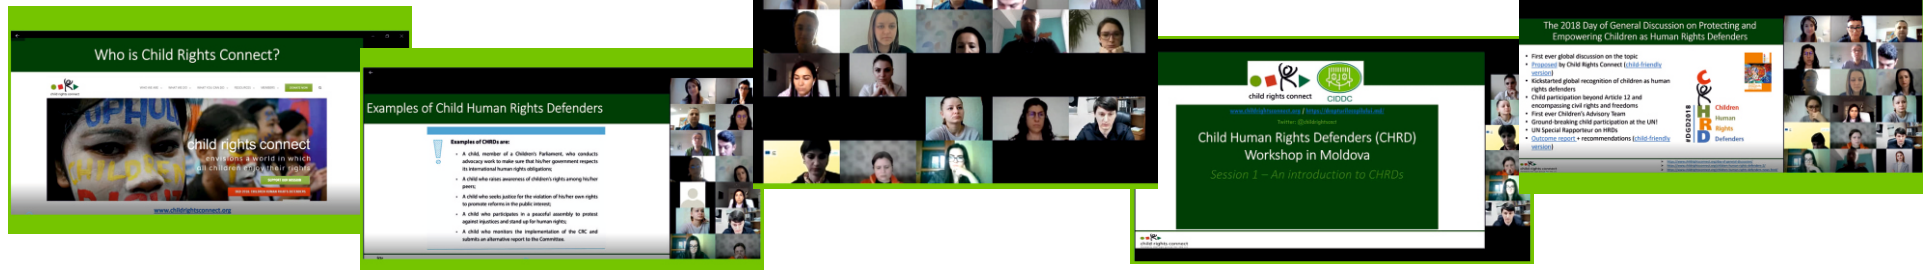 Who is Child Rights Connect?
child rights connect
child rights connect
envisions a world in which
all children enjoy their rights
www.childrightsconnect.org
Examples of Child Human Rights Defenders
Examples of CHRDs are:
- A child, member of a Children's Parliament, who conducts
advocacy work to make sure that his/her government respects
its international human rights obligations;
- A child who raises awareness of children's rights among his/her
peers;
- A child who seeks justice for the violation of his/her own rights
to promote reforms in the public interest;
- A child who participates in a peaceful assembly to protest
against injustices and stand up for human rights;
- A child who monitors the implementation of the CRC and
submits an alternative report to the Committee.
child rights connect
CIDDC
Child Human Rights Defenders (CHRD)
Workshop in Moldova
Session 1 – An introduction to CHRDs
child rights connect
The 2018 Day of General Discussion on Protecting and
Empowering Children as Human Rights Defenders
• First ever global discussion on the topic
• Proposed by Child Rights Connect (child-friendly
version)
• Kickstarted global recognition of children as human
rights defenders
• Child participation beyond Article 12 and
encompassing civil rights and freedoms
• First ever Children's Advisory Team
• Ground-breaking child participation at the UN!
• UN Special Rapporteur on HRDs
• Outcome report + recommendations (child-friendly
version)
#DGD2018
CHRD
Children
Human
Rights
Defenders